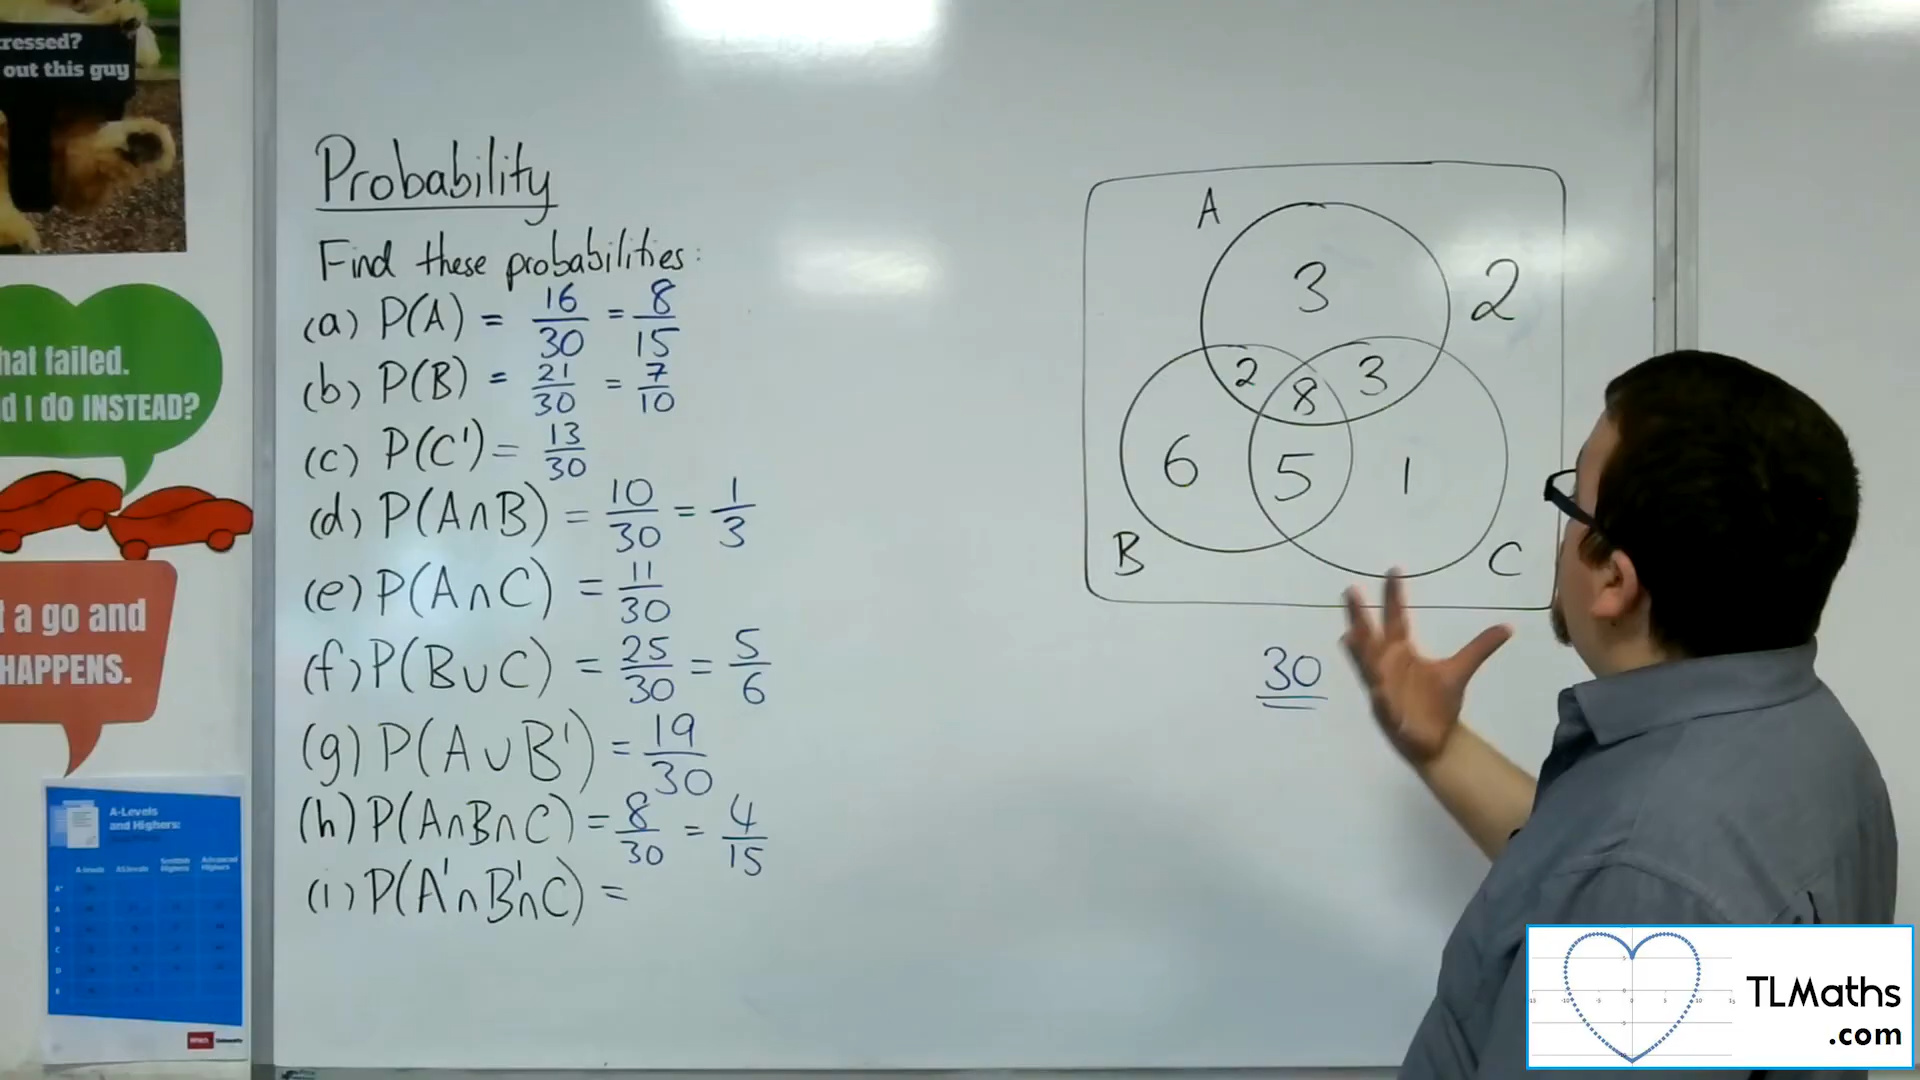 ressed?
out this guy
hat failed.
d I do INSTEAD?
t a go and
HAPPENS.
A-Levels
and Highers:
Probability
Find these probabilities:
(a) P(A) = 16/30 = 8/15
(b) P(B) = 21/30 = 7/10
(c) P(C') = 13/30
(d) P(A∩B) = 10/30 = 1/3
(e) P(A∩C) = 11/30
(f) P(B∪C) = 25/30 = 5/6
(g) P(A∪B') = 19/30
(h) P(A∩B∩C) = 8/30 = 4/15
(i) P(A'∩B'∩C) =
A
3
2
2 8 3
6 5 1
B
C
30
TLMaths
.com